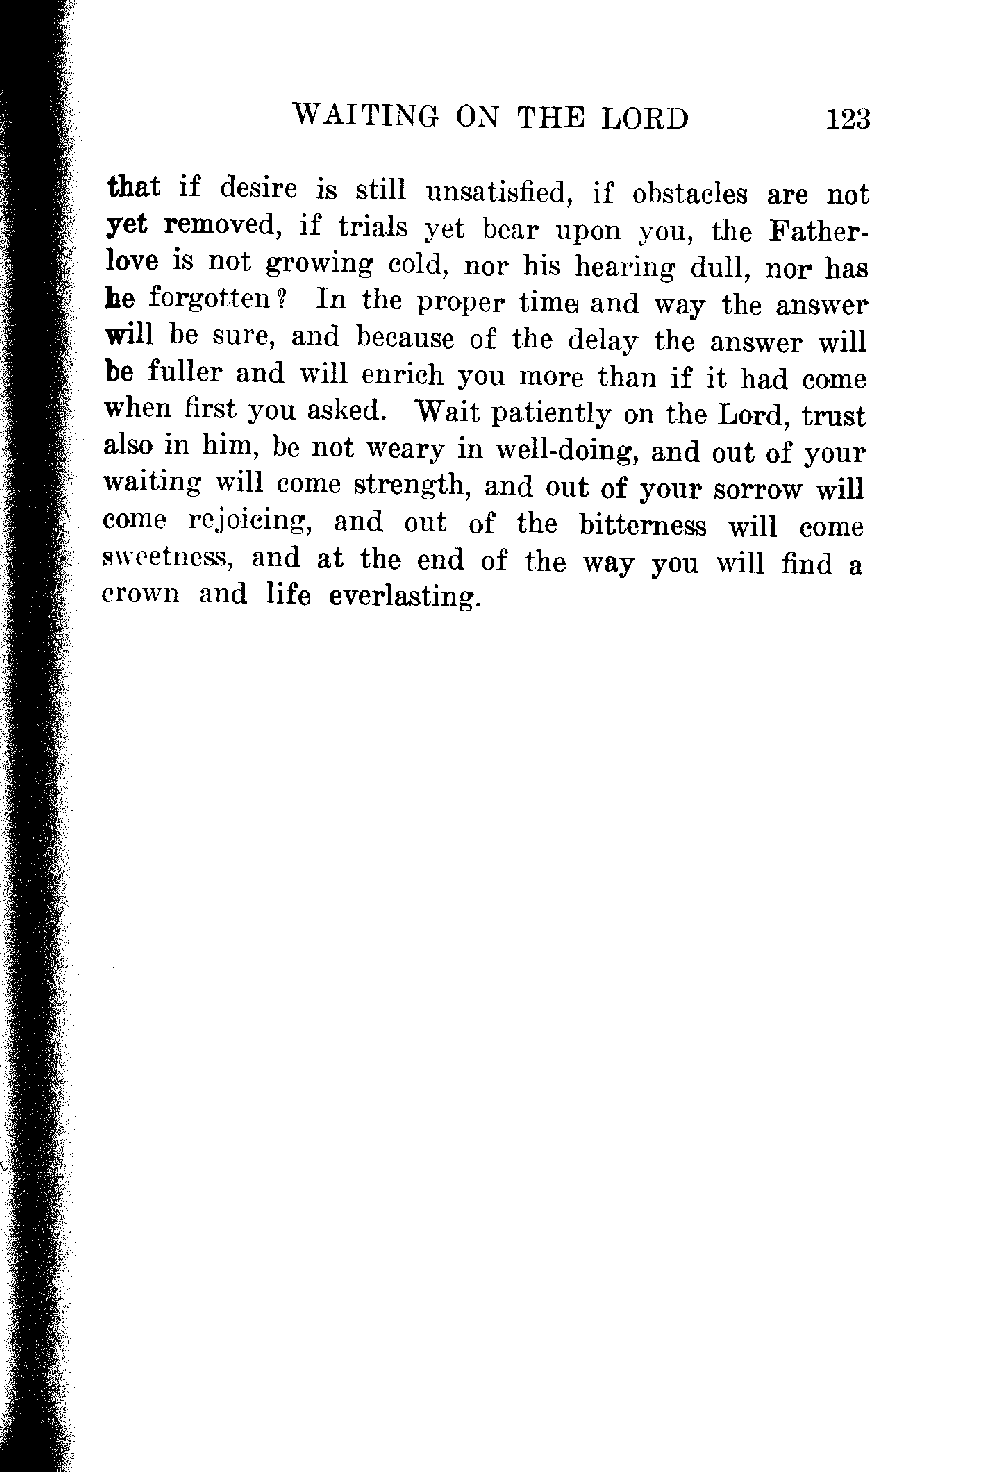 WAITING ON THE LORD 123
that if desire is still unsatisfied, if obstacles are not
yet removed, if trials yet bear upon you, the Father-
love is not growing cold, nor his hearing dull, nor has
he forgotten? In the proper time and way the answer
will be sure, and because of the delay the answer will
be fuller and will enrich you more than if it had come
when first you asked. Wait patiently on the Lord, trust
also in him, be not weary in well-doing, and out of your
waiting will come strength, and out of your sorrow will
come rejoicing, and out of the bitterness will come
sweetness, and at the end of the way you will find a
crown and life everlasting.